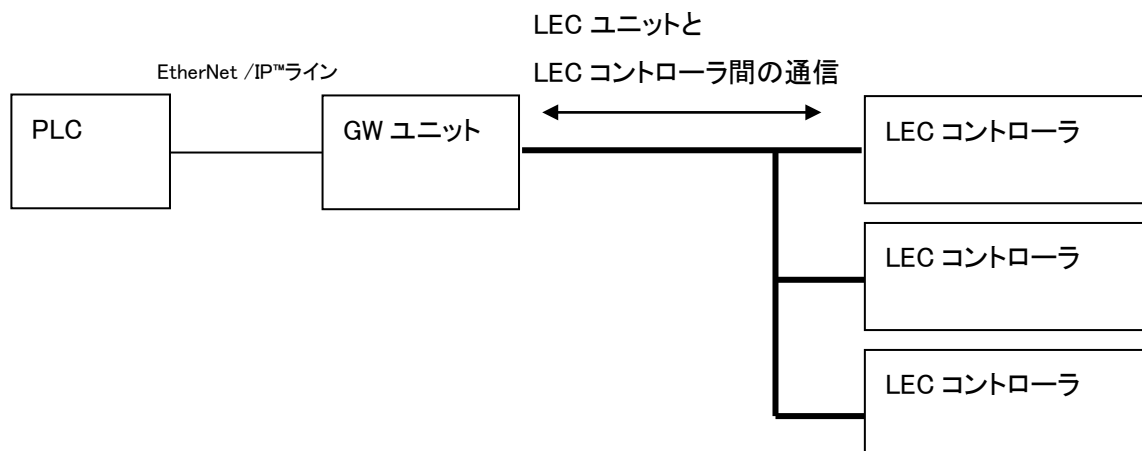 LEC ユニットと
LEC コントローラ間の通信
EtherNet /IP™ライン
PLC
GW ユニット
LEC コントローラ
LEC コントローラ
LEC コントローラ